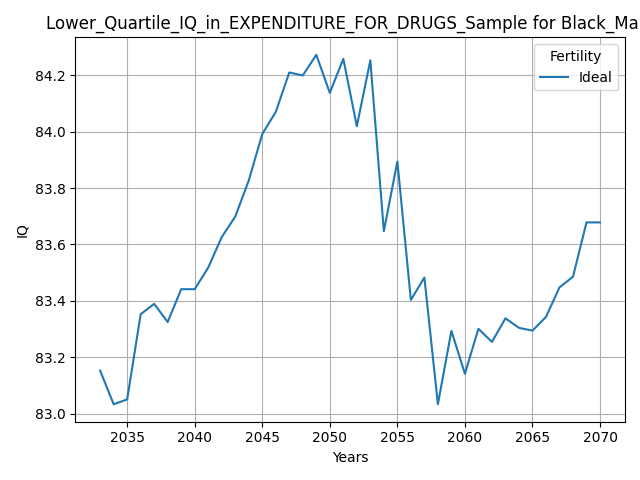 Lower_Quartile_IQ_in_EXPENDITURE_FOR_DRUGS_Sample for Black_Ma
Fertility
Ideal
IQ
84.2
84.0
83.8
83.6
83.4
83.2
83.0
2035 2040 2045 2050 2055 2060 2065 2070
Years